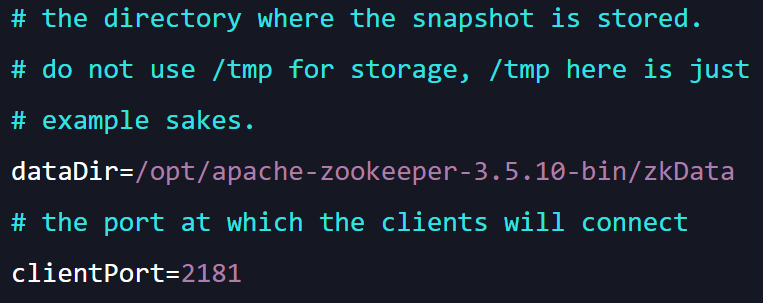 # the directory where the snapshot is stored.
# do not use /tmp for storage, /tmp here is just
# example sakes.
dataDir=/opt/apache-zookeeper-3.5.10-bin/zkData
# the port at which the clients will connect
clientPort=2181